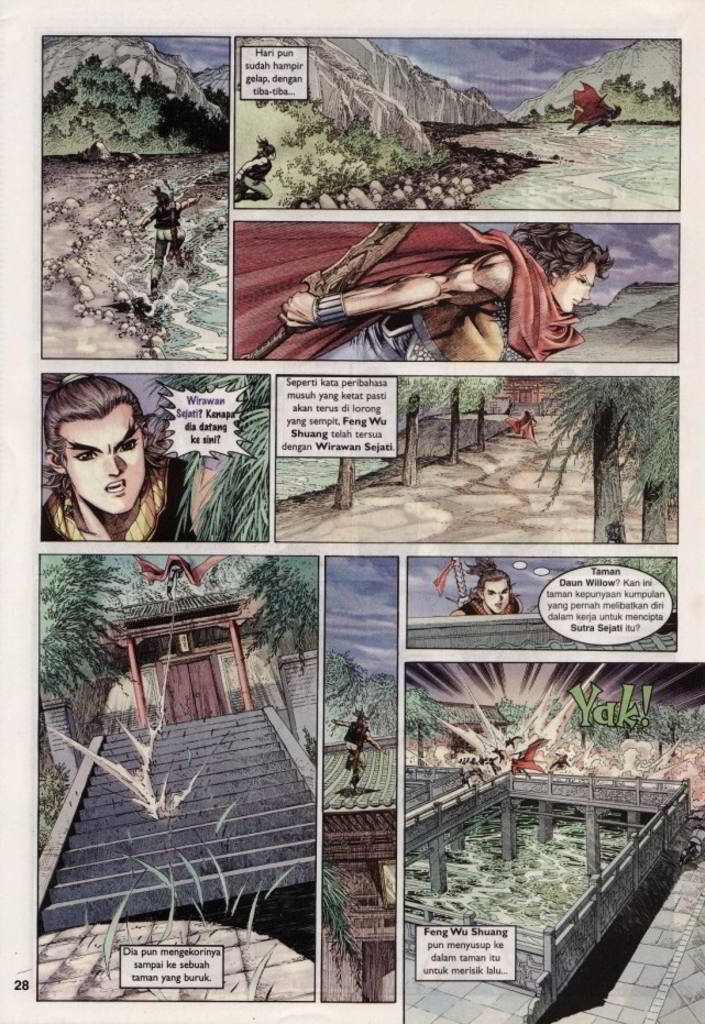 Hari pun
sudah hampir
gelap, dengan
tiba-tiba...
Wirawan
Sejati? Kenapa
dia ke sini?
Seperti kata peribahasa
musuh yang ketat pasti
akan terus di lorong
yang sempit, Feng Wu
Shuang telah tersua
dengan Wirawan Sejati.
Taman
Daun Willow? Kan ini
taman kepunyaan kumpulan
yang pernah melibatkan diri
dalam kerja untuk mencipta
Sutra Sejati itu?
Yak!
Dia pun mengekorinya
sampai ke sebuah
taman yang buruk.
Feng Wu Shuang
pun menyusup ke
dalam taman itu
untuk merisik lalu...
28